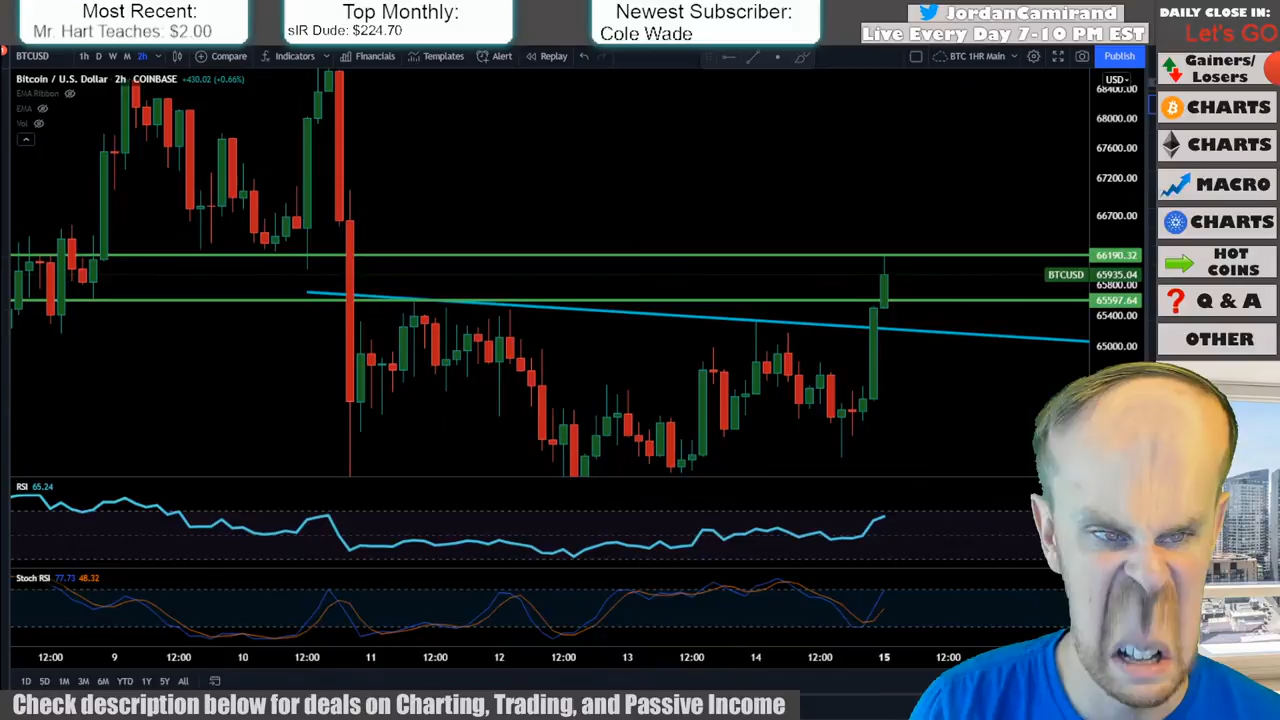 Most Recent:
Mr. Hart Teaches: $2.00
Top Monthly:
sIR Dude: $224.70
Newest Subscriber:
Cole Wade
JordanCamirand
Live Every Day 7-10 PM EST
DAILY CLOSE IN:
Let's GO
BTCUSD
1h D W M 2h
Compare
Indicators
Financials
Templates
Alert
Replay
BTC 1HR Main
Publish
Bitcoin / U.S. Dollar 2h COINBASE +430.02 (+0.66%)
EMA Ribbon
EMA
Vol
USD
68400.00
68000.00
67600.00
67200.00
66700.00
66190.32
BTCUSD 65935.04
65800.00
65597.64
65400.00
65000.00
RSI 65.24
Stoch RSI 77.73 48.32
12:00 9 12:00 10 12:00 11 12:00 12 12:00 13 12:00 14 12:00 15 12:00
1D 5D 1M 3M 6M YTD 1Y 5Y All
Gainers/
Losers
CHARTS
CHARTS
MACRO
CHARTS
HOT
COINS
? Q & A
OTHER
Check description below for deals on Charting, Trading, and Passive Income